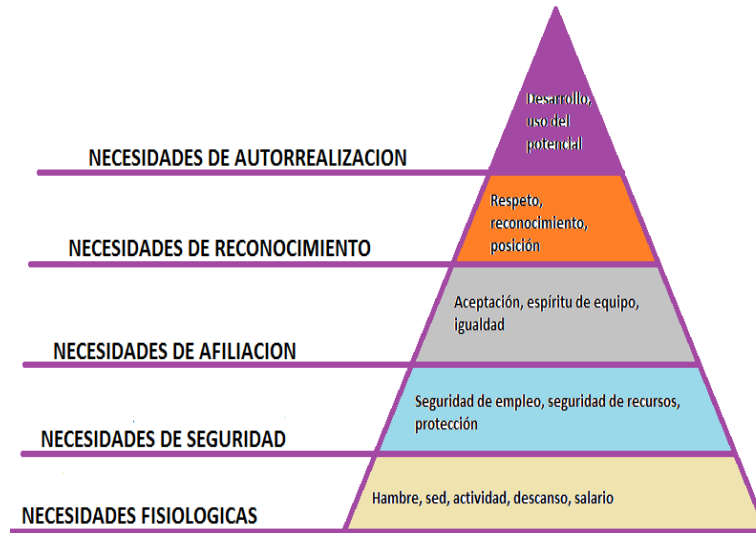 Desarrollo,
uso del
potencial
NECESIDADES DE AUTORREALIZACION
Respeto,
reconocimiento,
posición
NECESIDADES DE RECONOCIMIENTO
Aceptación, espíritu de equipo,
igualdad
NECESIDADES DE AFILIACION
Seguridad de empleo, seguridad de recursos,
protección
NECESIDADES DE SEGURIDAD
Hambre, sed, actividad, descanso, salario
NECESIDADES FISIOLOGICAS